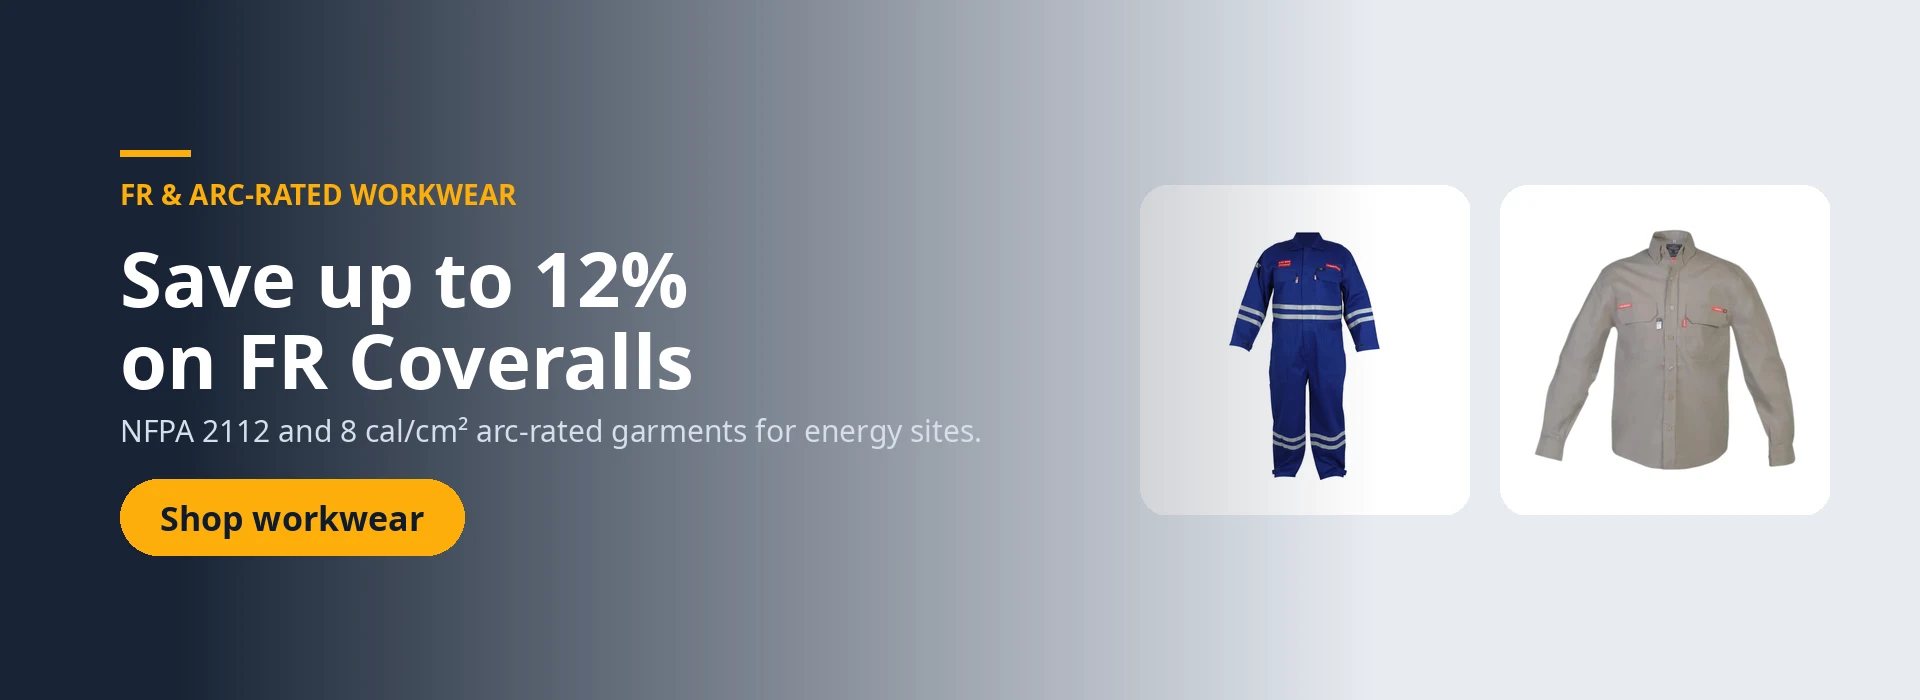 FR & ARC-RATED WORKWEAR
Save up to 12%
on FR Coveralls
NFPA 2112 and 8 cal/cm² arc-rated garments for energy sites.
Shop workwear